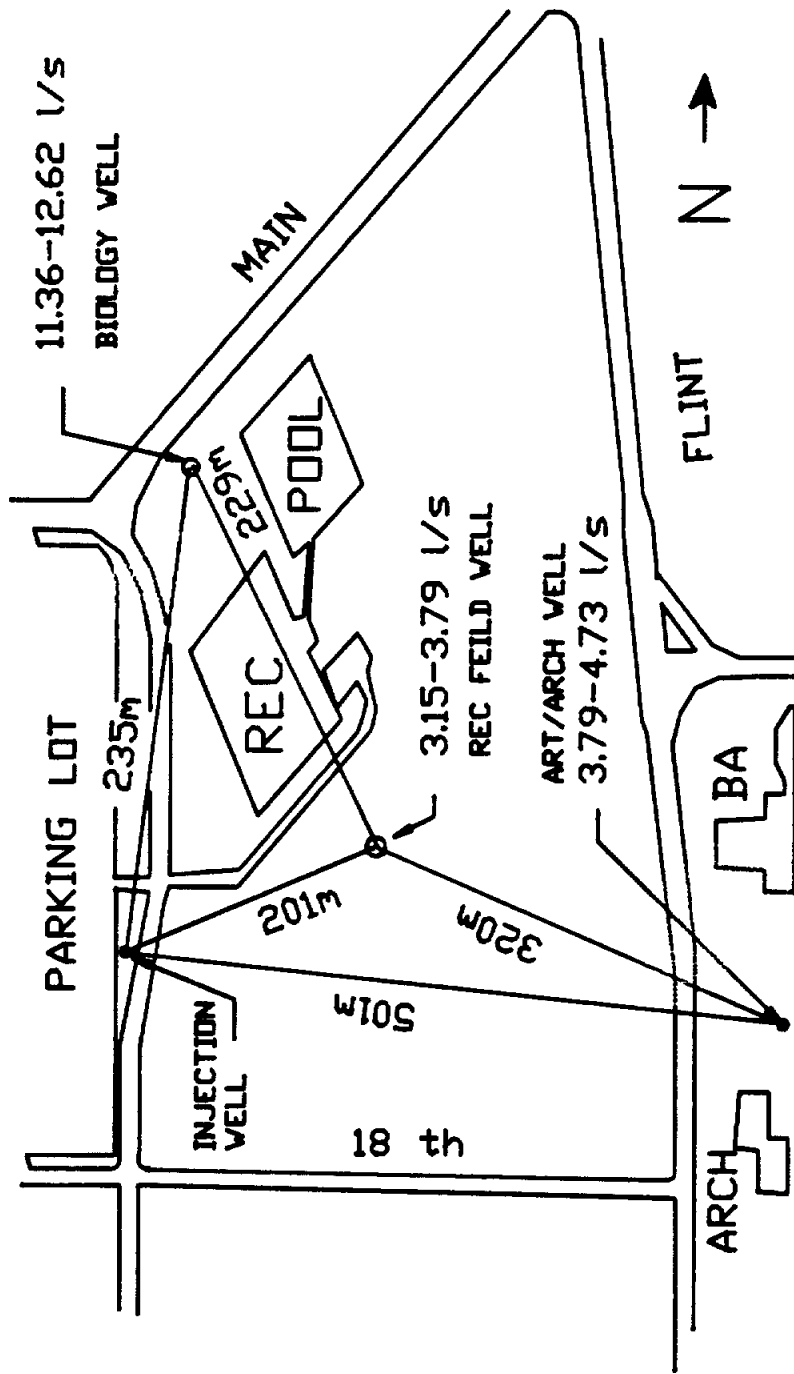 11.36-12.62 l/s
BIOLOGY WELL
MAIN
N
PARKING LOT
235m
229m
POOL
REC
FLINT
3.15-3.79 l/s
REC FEILD WELL
ART/ARCH WELL
3.79-4.73 l/s
BA
201m
320m
501m
INJECTION
WELL
18 th
ARCH